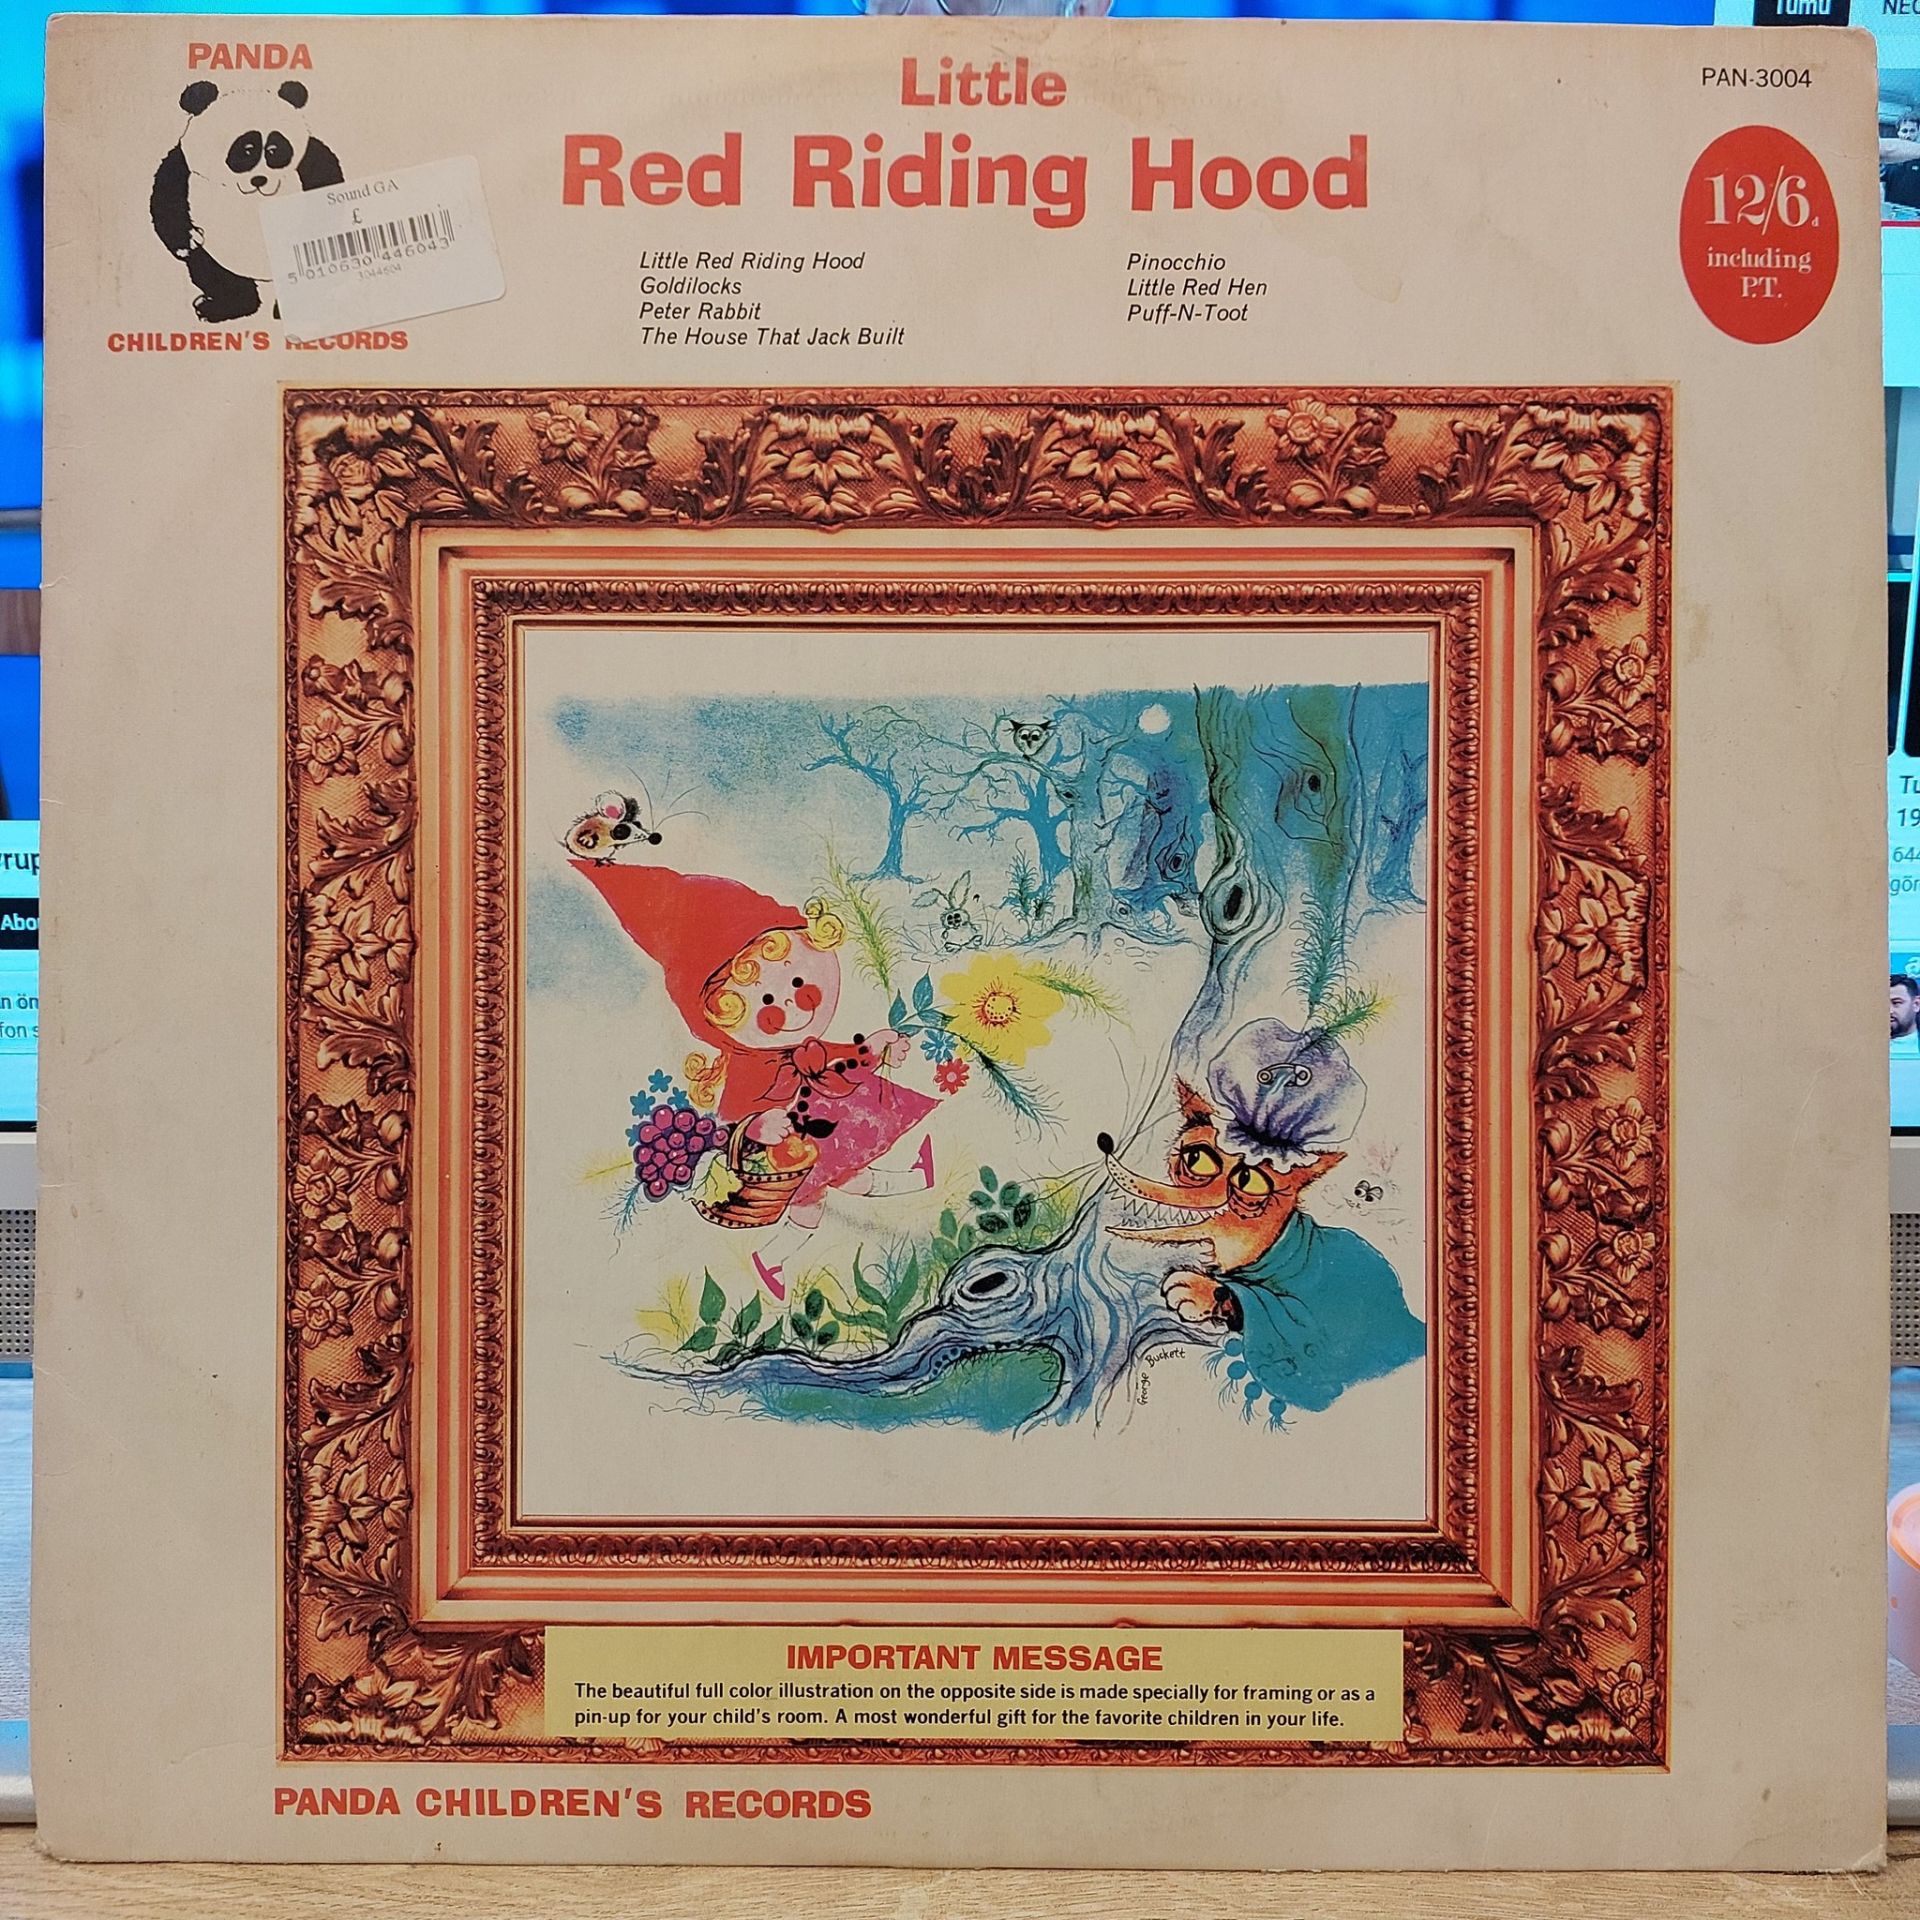 PANDA
CHILDREN'S RECORDS
Sound GA
£
5 010630 446043
3044604
Little
Red Riding Hood
Little Red Riding Hood
Goldilocks
Peter Rabbit
The House That Jack Built
Pinocchio
Little Red Hen
Puff-N-Toot
PAN-3004
12/6d
including
P.T.
George Buckett
IMPORTANT MESSAGE
The beautiful full color illustration on the opposite side is made specially for framing or as a
pin-up for your child's room. A most wonderful gift for the favorite children in your life.
PANDA CHILDREN'S RECORDS
Tumu